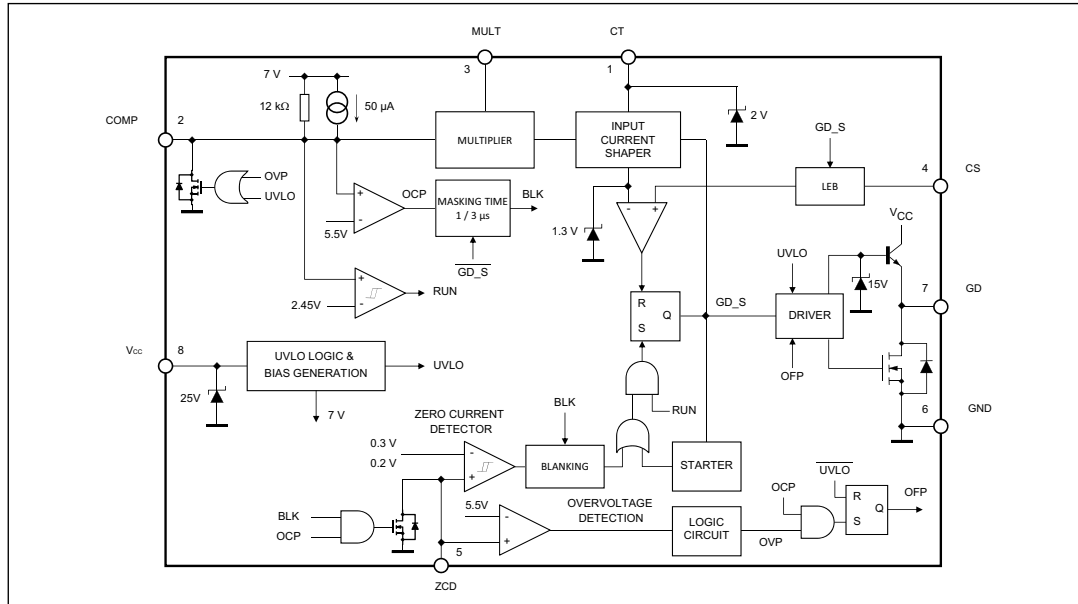 MULT
CT
3
1
7 V
12 kΩ
50 µA
2 V
COMP
2
MULTIPLIER
INPUT
CURRENT
SHAPER
GD_S
4
CS
LEB
OVP
UVLO
OCP
MASKING TIME
1 / 3 µs
BLK
+
-
5.5V
GD_S
-
+
1.3 V
VCC
UVLO
15V
7
GD
+
-
2.45V
RUN
R
S
Q
GD_S
DRIVER
OFP
Vcc
8
UVLO LOGIC &
BIAS GENERATION
UVLO
25V
7 V
RUN
6
GND
ZERO CURRENT
DETECTOR
BLK
0.3 V
0.2 V
-
+
BLANKING
STARTER
UVLO
OCP
R
S
Q
OFP
5.5V
OVERVOLTAGE
DETECTION
-
+
LOGIC
CIRCUIT
OVP
BLK
OCP
5
ZCD